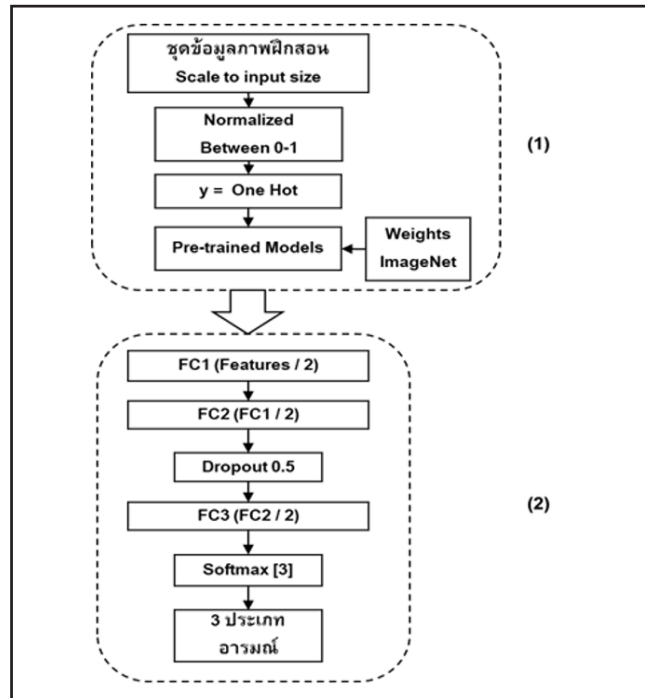 ชุดข้อมูลภาพฝึกสอน
Scale to input size
Normalized
Between 0-1
(1)
y = One Hot
Pre-trained Models
Weights
ImageNet
FC1 (Features / 2)
FC2 (FC1 / 2)
Dropout 0.5
FC3 (FC2 / 2)
(2)
Softmax [3]
3 ประเภท
อารมณ์